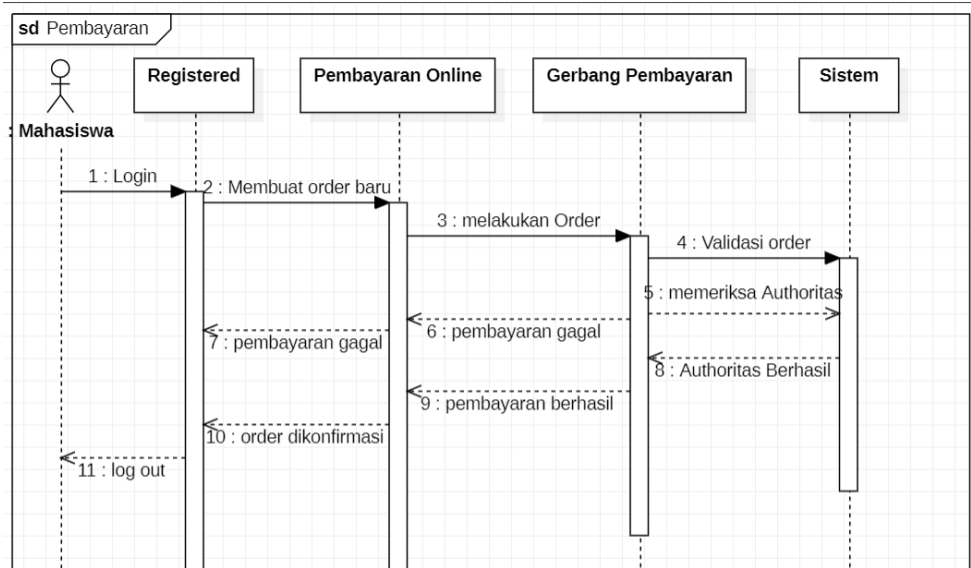 sd Pembayaran
Registered
Pembayaran Online
Gerbang Pembayaran
Sistem
: Mahasiswa
1 : Login
2 : Membuat order baru
3 : melakukan Order
4 : Validasi order
5 : memeriksa Authoritas
6 : pembayaran gagal
7 : pembayaran gagal
8 : Authoritas Berhasil
9 : pembayaran berhasil
10 : order dikonfirmasi
11 : log out